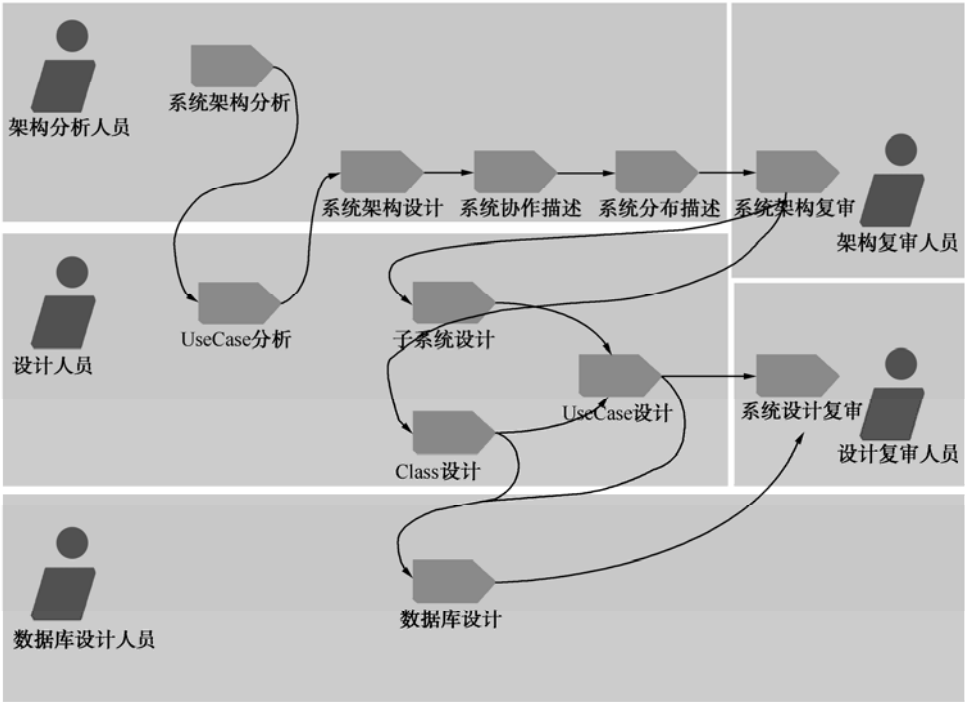 系统架构分析
架构分析人员
系统架构设计
系统协作描述
系统分布描述
系统架构复审
架构复审人员
设计人员
UseCase分析
子系统设计
UseCase设计
系统设计复审
设计复审人员
Class设计
数据库设计
数据库设计人员